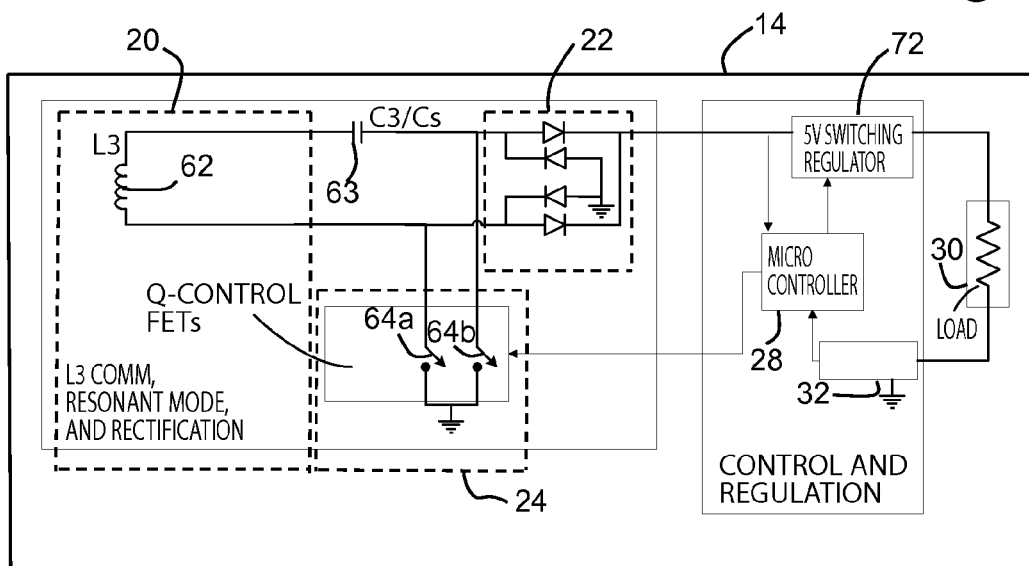 20
22
14
72
L3
C3/Cs
62
63
5V SWITCHING
REGULATOR
MICRO
CONTROLLER
30
LOAD
Q-CONTROL
FETs
64a
64b
28
32
L3 COMM,
RESONANT MODE,
AND RECTIFICATION
24
CONTROL AND
REGULATION